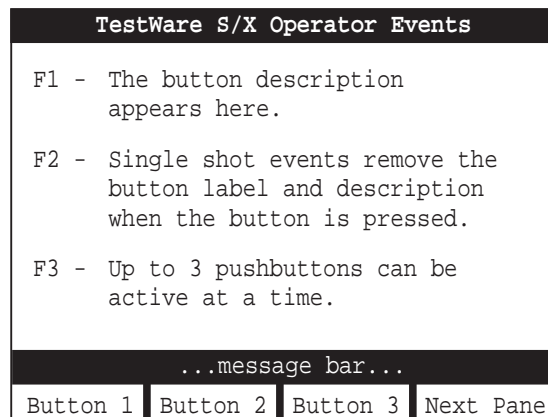 TestWare S/X Operator Events
F1 - The button description
appears here.
F2 - Single shot events remove the
button label and description
when the button is pressed.
F3 - Up to 3 pushbuttons can be
active at a time.
...message bar...
Button 1 Button 2 Button 3 Next Pane